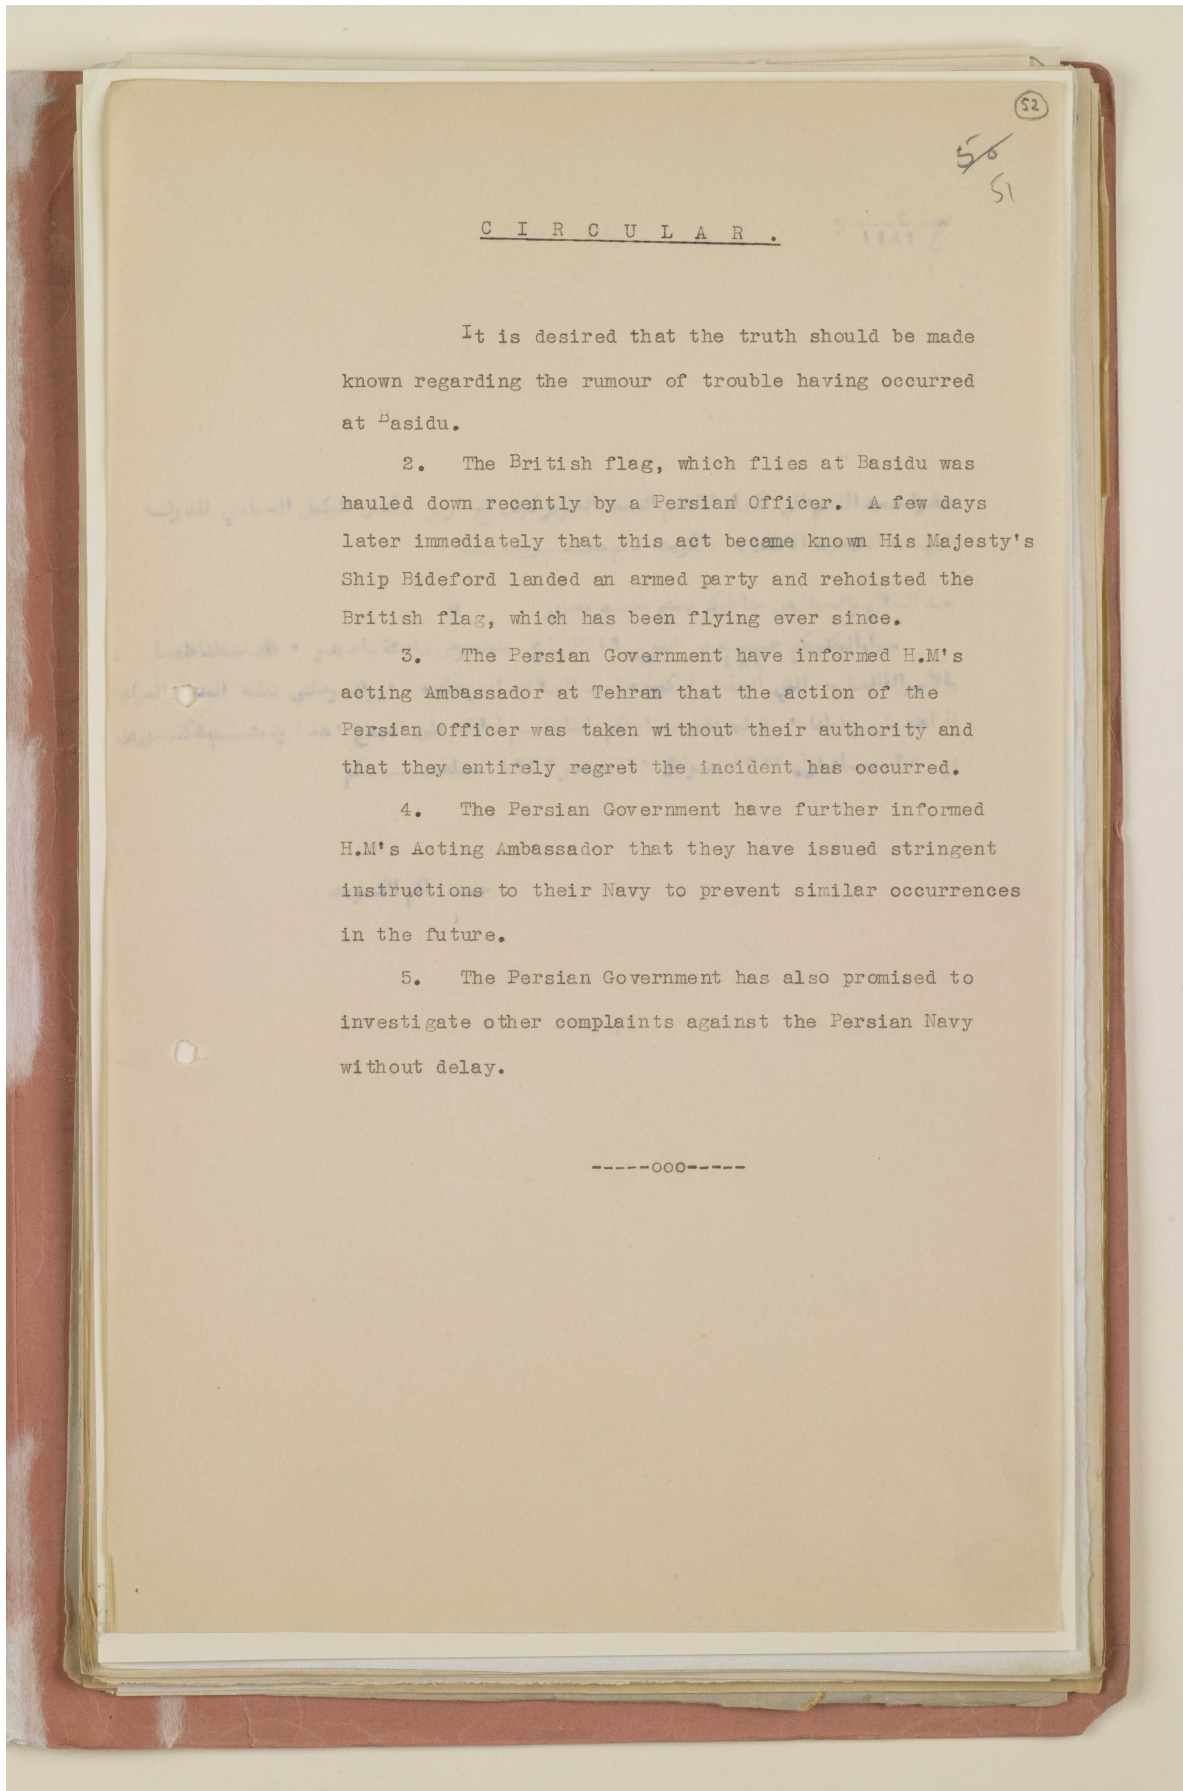 52
50
51
C I R C U L A R .
It is desired that the truth should be made
known regarding the rumour of trouble having occurred
at Basidu.
2. The British flag, which flies at Basidu was
hauled down recently by a Persian Officer. A few days
later immediately that this act became known His Majesty's
Ship Bideford landed an armed party and rehoisted the
British flag, which has been flying ever since.
3. The Persian Government have informed H.M's
acting Ambassador at Tehran that the action of the
Persian Officer was taken without their authority and
that they entirely regret the incident has occurred.
4. The Persian Government have further informed
H.M's Acting Ambassador that they have issued stringent
instructions to their Navy to prevent similar occurrences
in the future.
5. The Persian Government has also promised to
investigate other complaints against the Persian Navy
without delay.
-----ooo-----